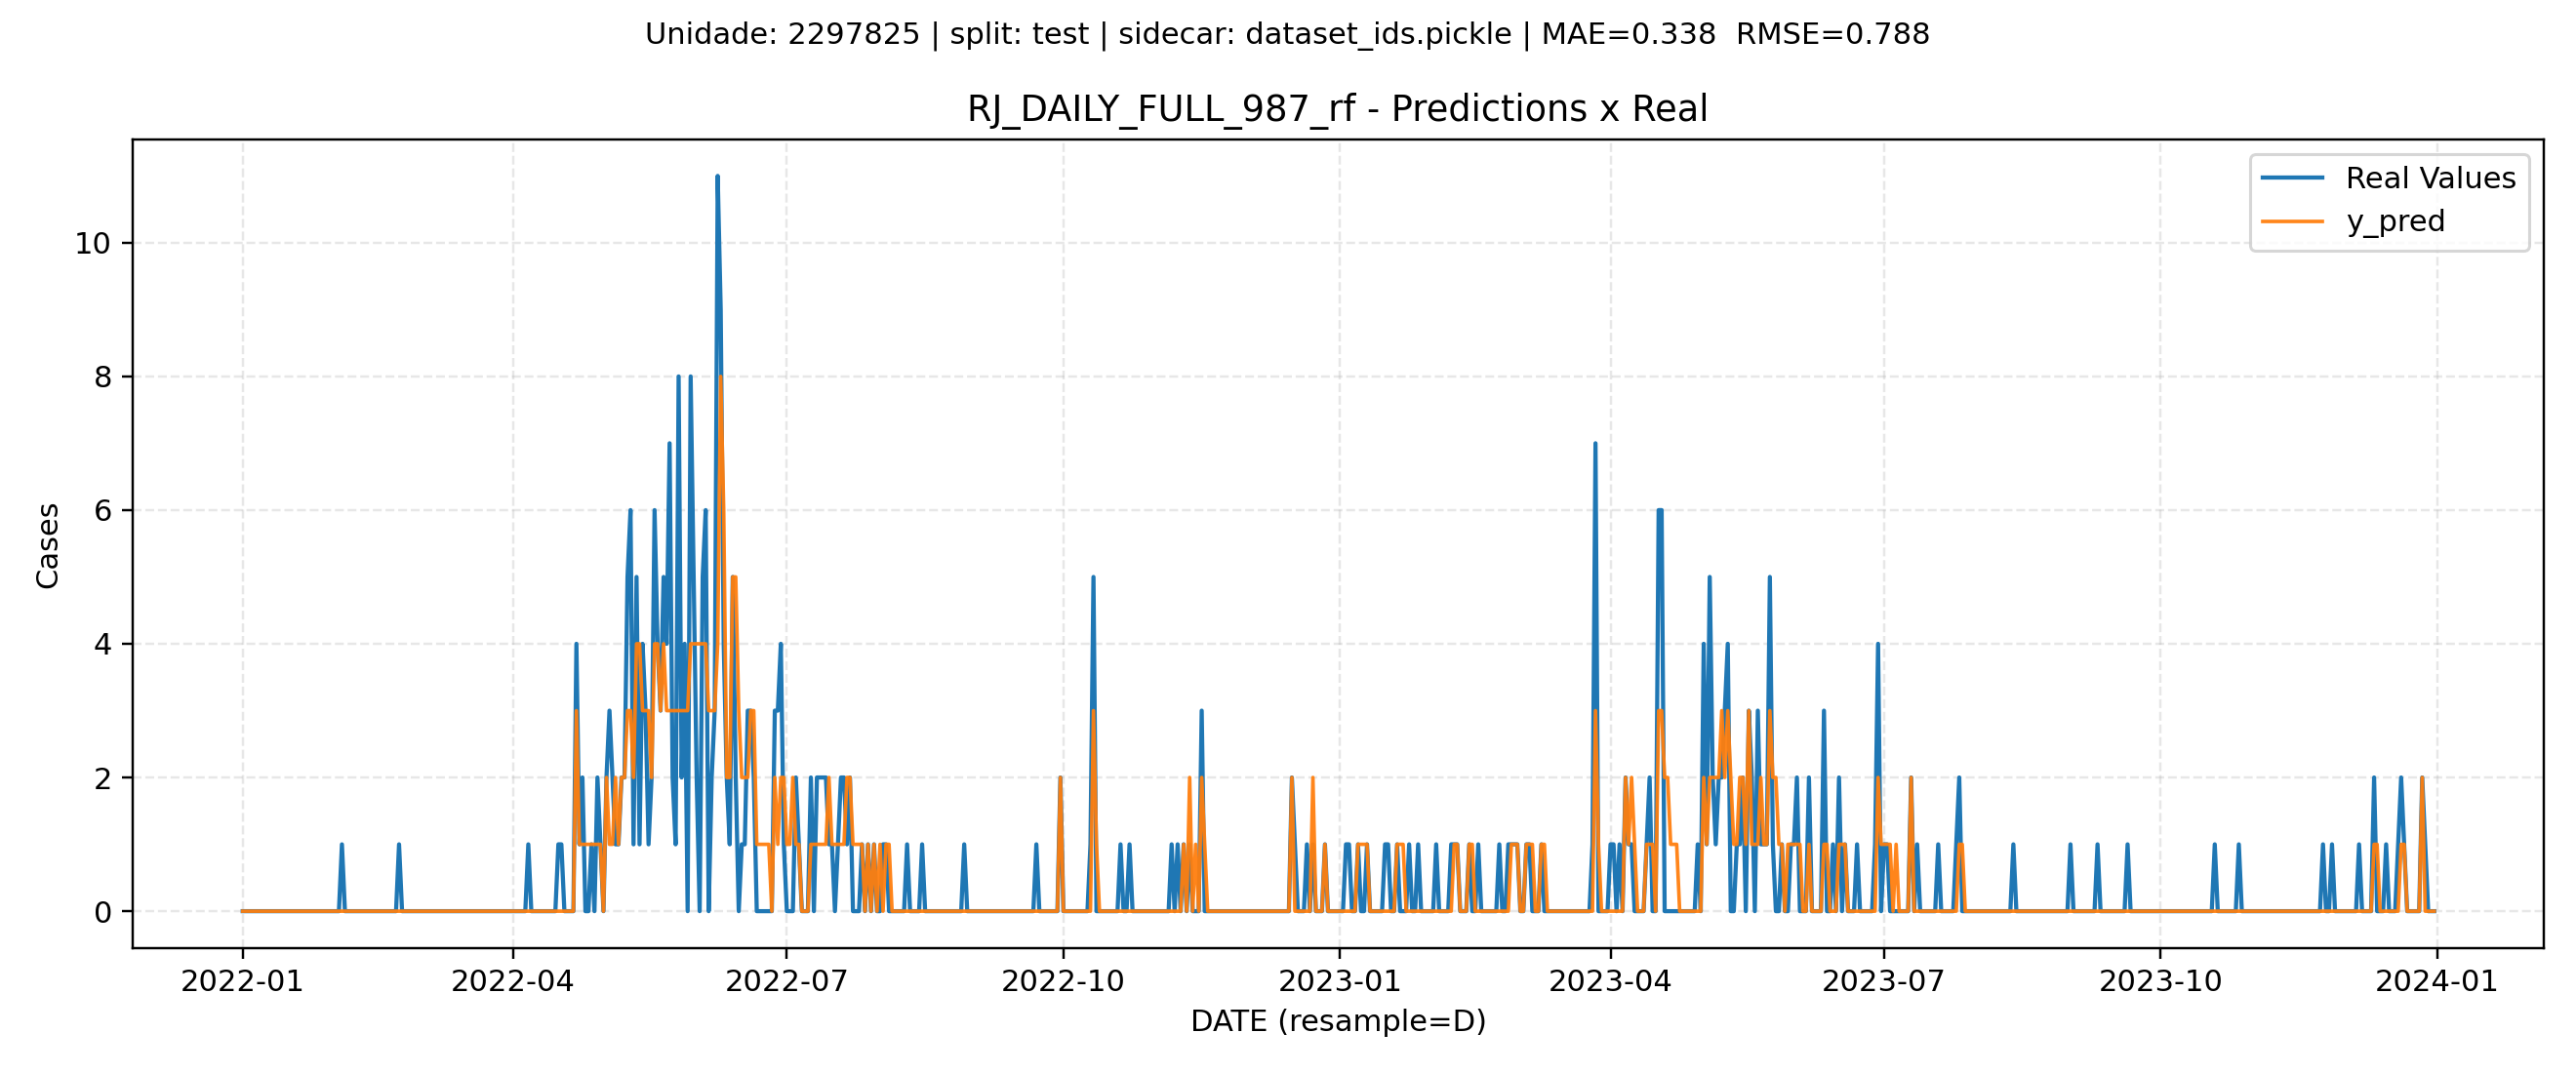 Unidade: 2297825 | split: test | sidecar: dataset_ids.pickle | MAE=0.338  RMSE=0.788
RJ_DAILY_FULL_987_rf - Predictions x Real
Real Values
y_pred
Cases
10
8
6
4
2
0
2022-01 2022-04 2022-07 2022-10 2023-01 2023-04 2023-07 2023-10 2024-01
DATE (resample=D)